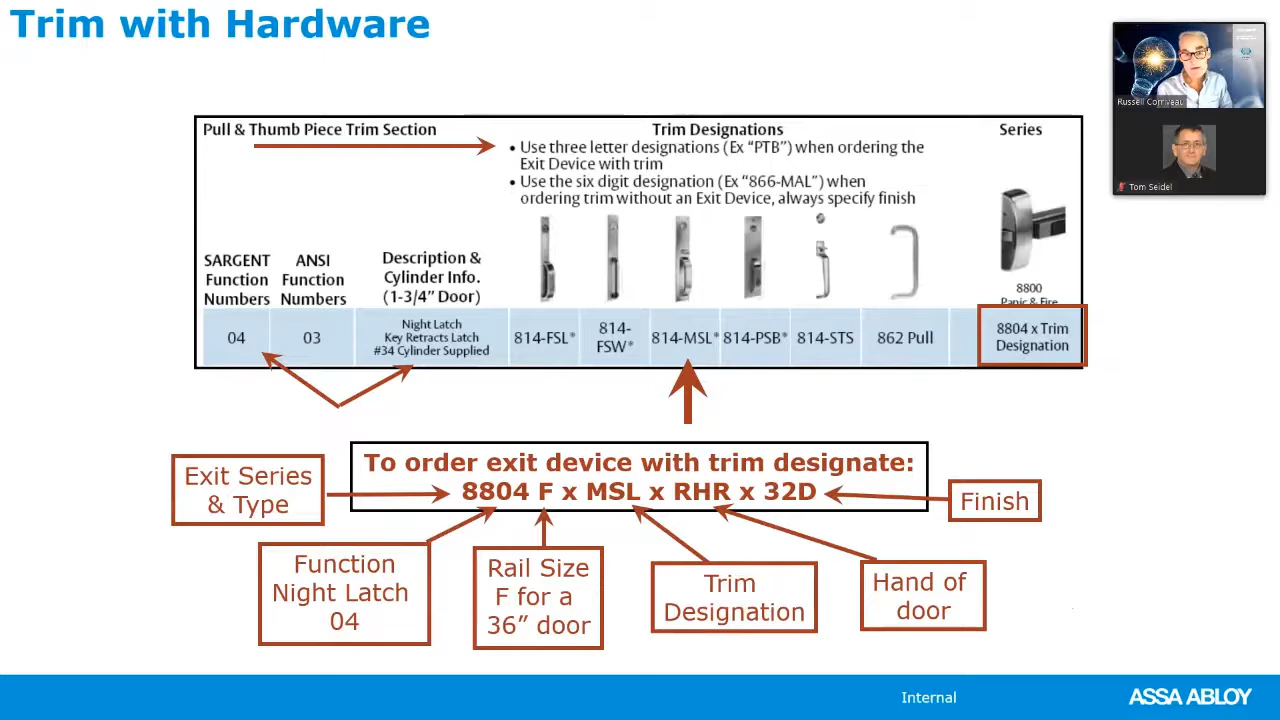 Trim with Hardware
Russell Corriveau
Tom Seidel
Pull & Thumb Piece Trim Section
Trim Designations
Series
• Use three letter designations (Ex “PTB”) when ordering the
Exit Device with trim
• Use the six digit designation (Ex “866-MAL”) when
ordering trim without an Exit Device, always specify finish
SARGENT
Function
Numbers
ANSI
Function
Numbers
Description &
Cylinder Info.
(1-3/4” Door)
8800
Panic & Fire
04
03
Night Latch
Key Retracts Latch
#34 Cylinder Supplied
814-FSL*
814-
FSW*
814-MSL*
814-PSB*
814-STS
862 Pull
8804 x Trim
Designation
To order exit device with trim designate:
8804 F x MSL x RHR x 32D
Exit Series
& Type
Finish
Function
Night Latch
04
Rail Size
F for a
36” door
Trim
Designation
Hand of
door
Internal
ASSA ABLOY